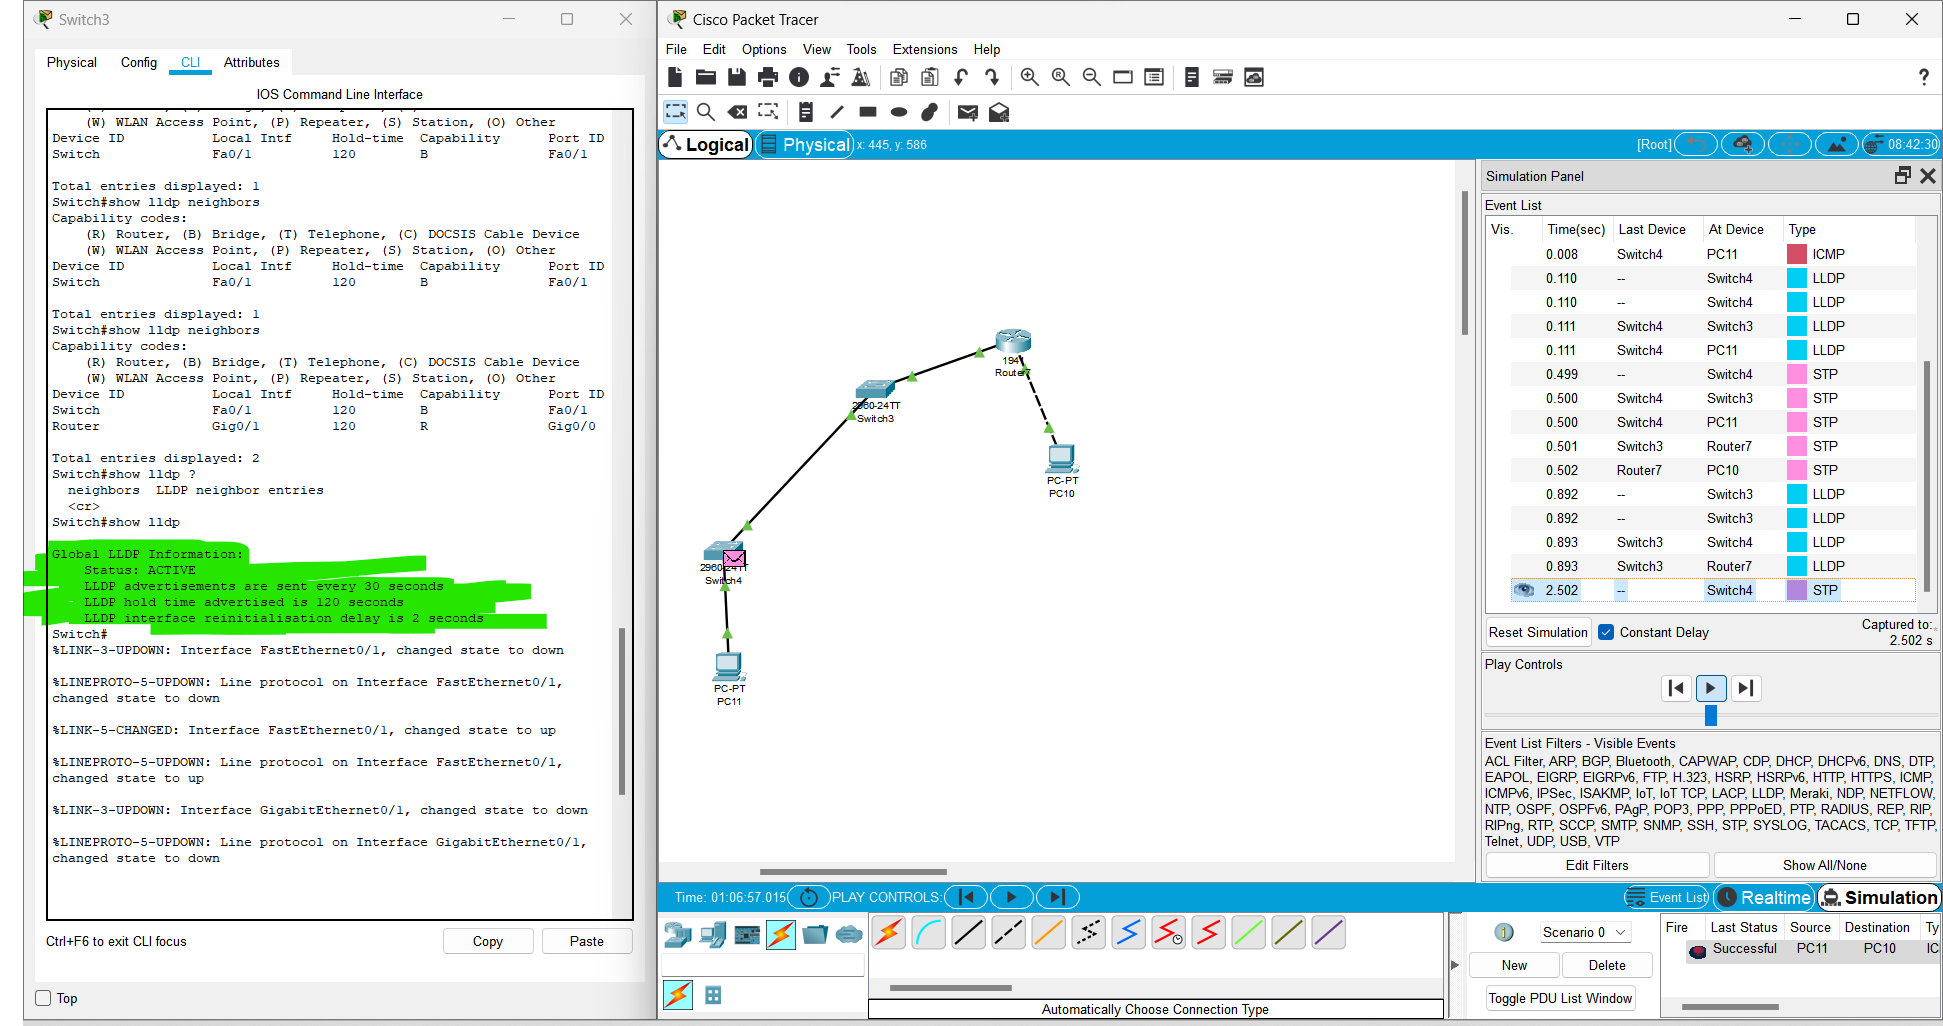 Switch3
Physical Config CLI Attributes
IOS Command Line Interface
(W) WLAN Access Point, (P) Repeater, (S) Station, (O) Other
Device ID Local Intf Hold-time Capability Port ID
Switch Fa0/1 120 B Fa0/1
Total entries displayed: 1
Switch#show lldp neighbors
Capability codes:
(R) Router, (B) Bridge, (T) Telephone, (C) DOCSIS Cable Device
(W) WLAN Access Point, (P) Repeater, (S) Station, (O) Other
Device ID Local Intf Hold-time Capability Port ID
Switch Fa0/1 120 B Fa0/1
Total entries displayed: 1
Switch#show lldp neighbors
Capability codes:
(R) Router, (B) Bridge, (T) Telephone, (C) DOCSIS Cable Device
(W) WLAN Access Point, (P) Repeater, (S) Station, (O) Other
Device ID Local Intf Hold-time Capability Port ID
Switch Fa0/1 120 B Fa0/1
Router Gig0/1 120 R Gig0/0
Total entries displayed: 2
Switch#show lldp ?
neighbors LLDP neighbor entries
<cr>
Switch#show lldp
Global LLDP Information:
Status: ACTIVE
LLDP advertisements are sent every 30 seconds
LLDP hold time advertised is 120 seconds
LLDP interface reinitialisation delay is 2 seconds
Switch#
%LINK-3-UPDOWN: Interface FastEthernet0/1, changed state to down
%LINEPROTO-5-UPDOWN: Line protocol on Interface FastEthernet0/1,
changed state to down
%LINK-5-CHANGED: Interface FastEthernet0/1, changed state to up
%LINEPROTO-5-UPDOWN: Line protocol on Interface FastEthernet0/1,
changed state to up
%LINK-3-UPDOWN: Interface GigabitEthernet0/1, changed state to down
%LINEPROTO-5-UPDOWN: Line protocol on Interface GigabitEthernet0/1,
changed state to down
Ctrl+F6 to exit CLI focus
Copy Paste
Top
Cisco Packet Tracer
File Edit Options View Tools Extensions Help
?
Logical Physical x: 445, y: 586
[Root] 08:42:30
194
Router7
2960-24TT
Switch3
PC-PT
PC10
2960-24TT
Switch4
PC-PT
PC11
Simulation Panel
Event List
Vis. Time(sec) Last Device At Device Type
0.008 Switch4 PC11 ICMP
0.110 -- Switch4 LLDP
0.110 -- Switch4 LLDP
0.111 Switch4 Switch3 LLDP
0.111 Switch4 PC11 LLDP
0.499 -- Switch4 STP
0.500 Switch4 Switch3 STP
0.500 Switch4 PC11 STP
0.501 Switch3 Router7 STP
0.502 Router7 PC10 STP
0.892 -- Switch3 LLDP
0.892 -- Switch3 LLDP
0.893 Switch3 Switch4 LLDP
0.893 Switch3 Router7 LLDP
2.502 -- Switch4 STP
Reset Simulation Constant Delay Captured to:
2.502 s
Play Controls
Event List Filters - Visible Events
ACL Filter, ARP, BGP, Bluetooth, CAPWAP, CDP, DHCP, DHCPv6, DNS, DTP,
EAPOL, EIGRP, EIGRPv6, FTP, H.323, HSRP, HSRPv6, HTTP, HTTPS, ICMP,
ICMPv6, IPSec, ISAKMP, IoT, IoT TCP, LACP, LLDP, Meraki, NDP, NETFLOW,
NTP, OSPF, OSPFv6, PAgP, POP3, PPP, PPPoED, PTP, RADIUS, REP, RIP,
RIPng, RTP, SCCP, SMTP, SNMP, SSH, STP, SYSLOG, TACACS, TCP, TFTP,
Telnet, UDP, USB, VTP
Edit Filters Show All/None
Time: 01:06:57.015 PLAY CONTROLS:
Event List Realtime Simulation
Automatically Choose Connection Type
Scenario 0
New Delete
Toggle PDU List Window
Fire Last Status Source Destination Ty
Successful PC11 PC10 IC